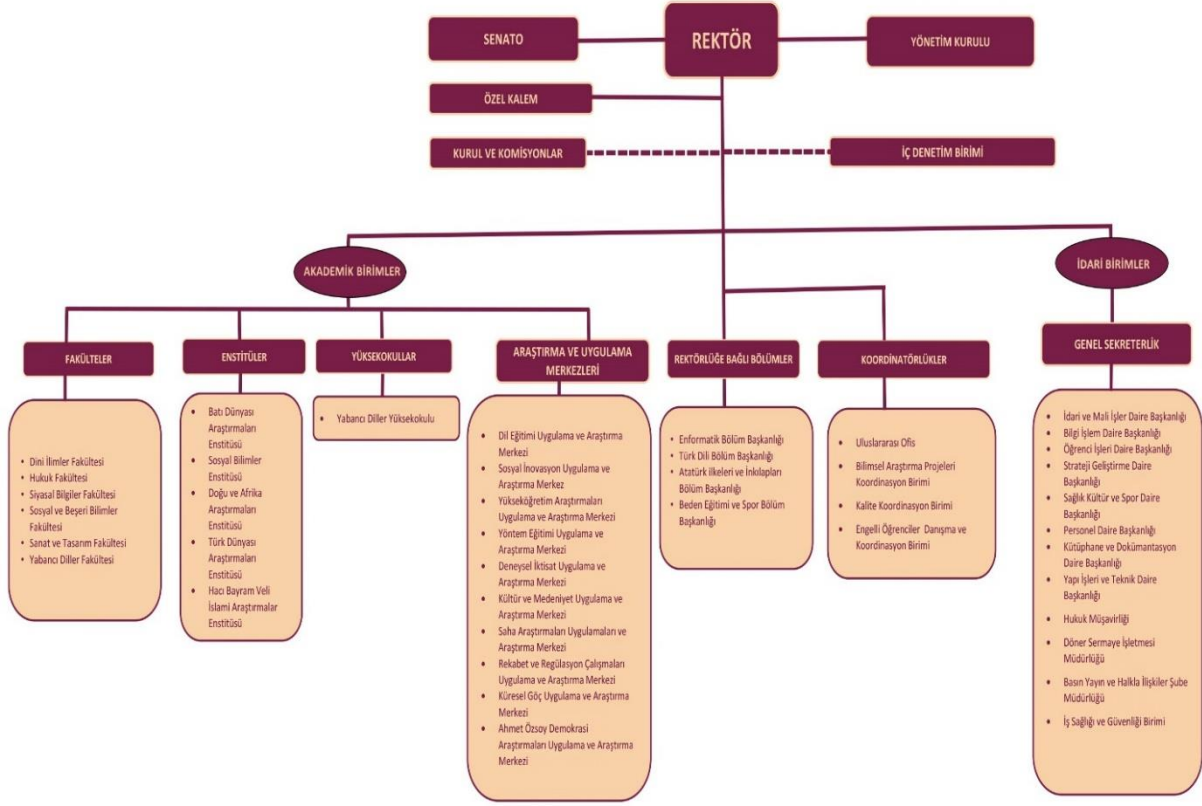 SENATO
REKTÖR
YÖNETİM KURULU
ÖZEL KALEM
KURUL VE KOMİSYONLAR
İÇ DENETİM BİRİMİ
AKADEMİK BİRİMLER
İDARİ BİRİMLER
FAKÜLTELER
• Dini İlimler Fakültesi
• Hukuk Fakültesi
• Siyasal Bilgiler Fakültesi
• Sosyal ve Beşeri Bilimler
Fakültesi
• Sanat ve Tasarım Fakültesi
• Yabancı Diller Fakültesi
ENSTİTÜLER
• Batı Dünyası
Araştırmaları
Enstitüsü
• Sosyal Bilimler
Enstitüsü
• Doğu ve Afrika
Araştırmaları
Enstitüsü
• Türk Dünyası
Araştırmaları
Enstitüsü
• Hacı Bayram Veli
İslami Araştırmalar
Enstitüsü
YÜKSEKOKULLAR
• Yabancı Diller Yüksekokulu
ARAŞTIRMA VE UYGULAMA
MERKEZLERİ
• Dil Eğitimi Uygulama ve Araştırma
Merkezi
• Sosyal İnovasyon Uygulama ve
Araştırma Merkez
• Yükseköğretim Araştırmaları
Uygulama ve Araştırma Merkezi
• Yöntem Eğitimi Uygulama ve
Araştırma Merkezi
• Deneysel İktisat Uygulama ve
Araştırma Merkezi
• Kültür ve Medeniyet Uygulama ve
Araştırma Merkezi
• Saha Araştırmaları Uygulamaları ve
Araştırma Merkezi
• Rekabet ve Regülasyon Çalışmaları
Uygulama ve Araştırma Merkezi
• Küresel Göç Uygulama ve Araştırma
Merkezi
• Ahmet Özsoy Demokrasi
Araştırmaları Uygulama ve Araştırma
Merkezi
REKTÖRLÜĞE BAĞLI BÖLÜMLER
• Enformatik Bölüm Başkanlığı
• Türk Dili Bölüm Başkanlığı
• Atatürk ilkeleri ve İnkılapları
Bölüm Başkanlığı
• Beden Eğitimi ve Spor Bölüm
Başkanlığı
KOORDİNATÖRLÜKLER
• Uluslararası Ofis
• Bilimsel Araştırma Projeleri
Koordinasyon Birimi
• Kalite Koordinasyon Birimi
• Engelli Öğrenciler Danışma ve
Koordinasyon Birimi
GENEL SEKRETERLİK
• İdari ve Mali İşler Daire Başkanlığı
• Bilgi İşlem Daire Başkanlığı
• Öğrenci İşleri Daire Başkanlığı
• Strateji Geliştirme Daire
Başkanlığı
• Sağlık Kültür ve Spor Daire
Başkanlığı
• Personel Daire Başkanlığı
• Kütüphane ve Dokümantasyon
Daire Başkanlığı
• Yapı İşleri ve Teknik Daire
Başkanlığı
• Hukuk Müşavirliği
• Döner Sermaye İşletmesi
Müdürlüğü
• Basın Yayın ve Halkla İlişkiler Şube
Müdürlüğü
• İş Sağlığı ve Güvenliği Birimi